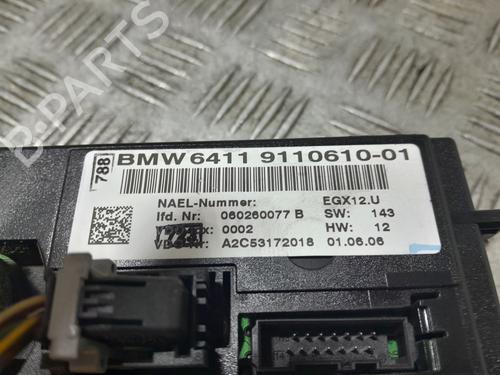 B-PARTS
788
BMW 6411 9110610-01
NAEL-Nummer: EGX12.U
lfd. Nr: 060260077 B SW: 143
0002 HW: 12
A2C53172018 01.06.06